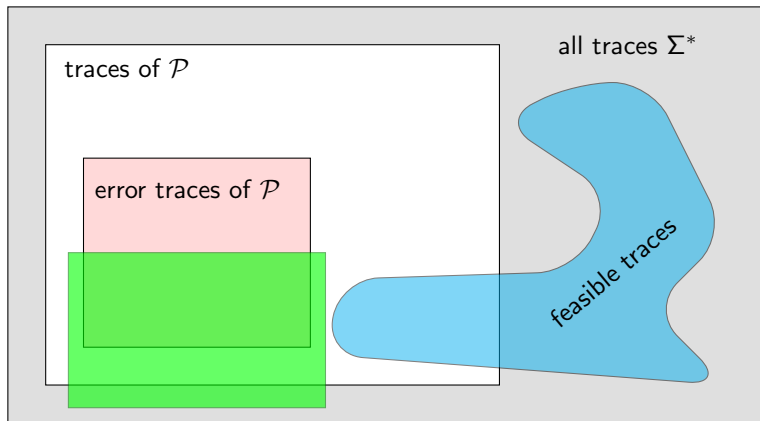 all traces Σ*
traces of 𝒫
error traces of 𝒫
feasible traces